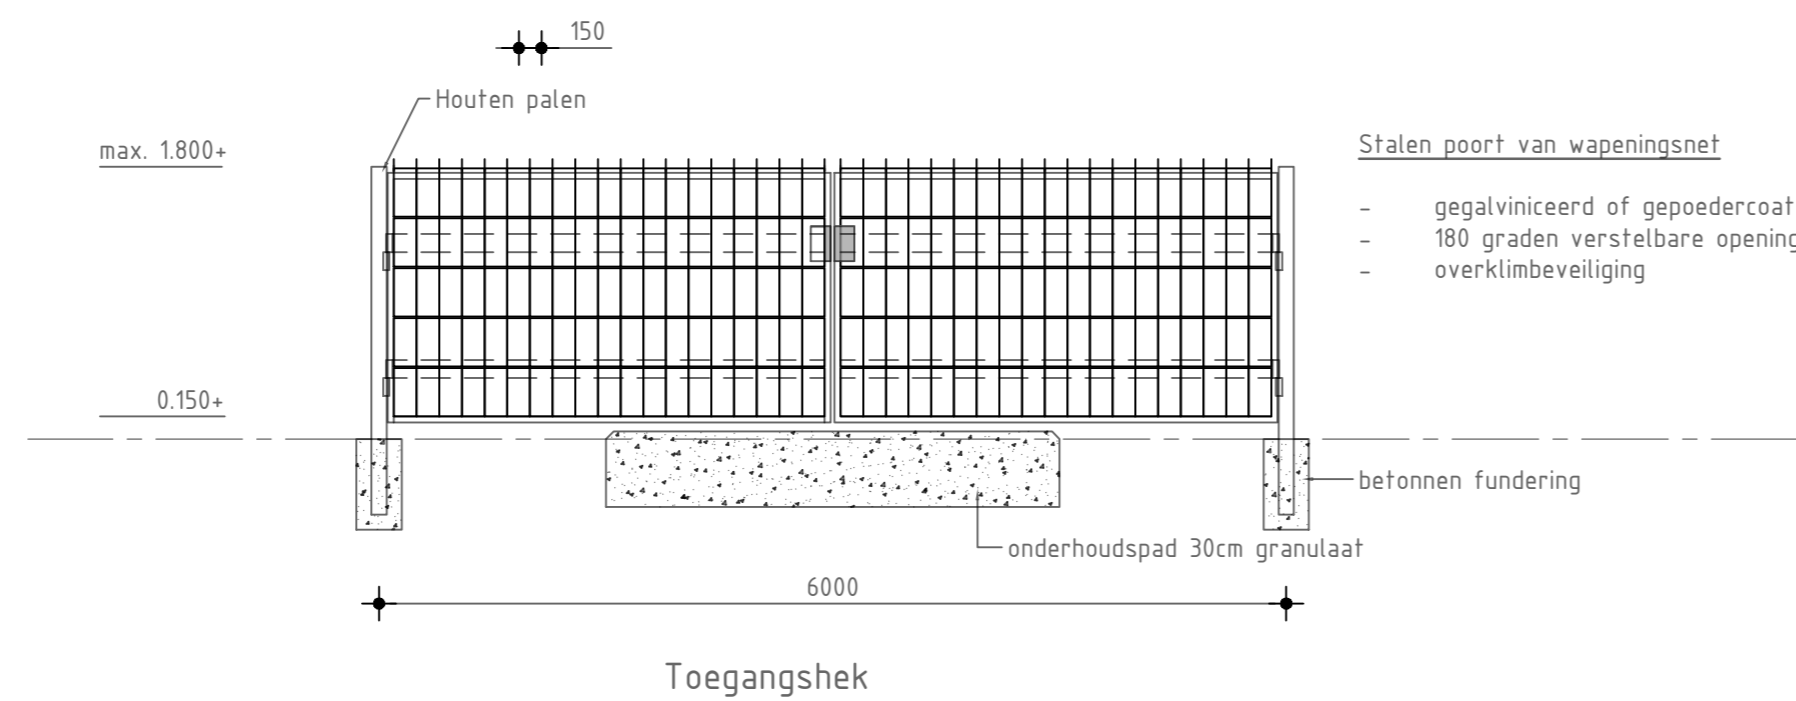 150
Houten palen
max. 1.800+
Stalen poort van wapeningsnet
- gegalviniceerd of gepoedercoat
- 180 graden verstelbare opening
- overklimbeveiliging
0.150+
betonnen fundering
onderhoudspad 30cm granulaat
6000
Toegangshek